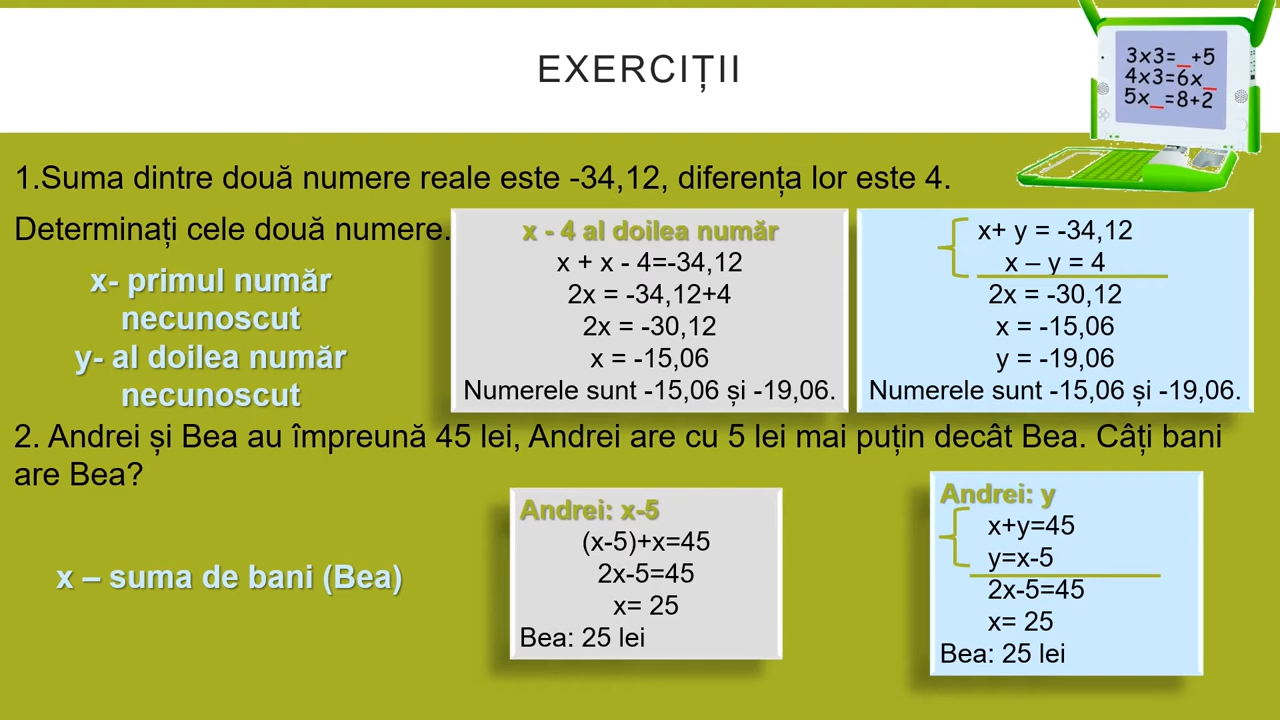 EXERCIȚII
3x3=_+5
4x3=6x_
5x_=8+2
1.Suma dintre două numere reale este -34,12, diferența lor este 4.
Determinați cele două numere.
x- primul număr
necunoscut
y- al doilea număr
necunoscut
x - 4 al doilea număr
x + x - 4=-34,12
2x = -34,12+4
2x = -30,12
x = -15,06
Numerele sunt -15,06 și -19,06.
x+ y = -34,12
x – y = 4
2x = -30,12
x = -15,06
y = -19,06
Numerele sunt -15,06 și -19,06.
2. Andrei și Bea au împreună 45 lei, Andrei are cu 5 lei mai puțin decât Bea. Câți bani
are Bea?
x – suma de bani (Bea)
Andrei: x-5
(x-5)+x=45
2x-5=45
x= 25
Bea: 25 lei
Andrei: y
x+y=45
y=x-5
2x-5=45
x= 25
Bea: 25 lei